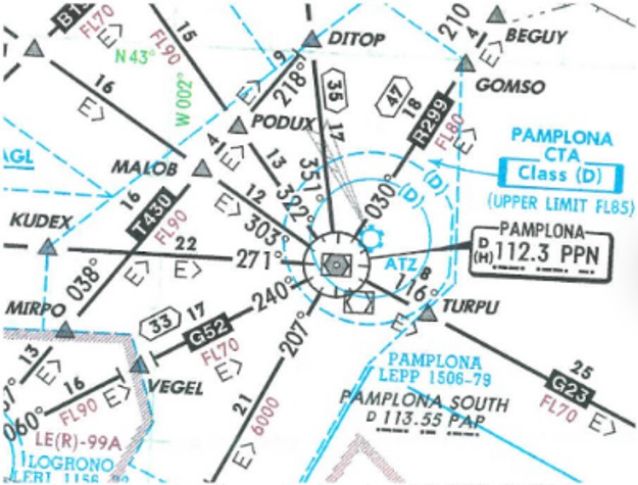 FL70
N 43°
W 002°
15
FL90
16
E>
AGL
DITOP
9
218°
4
E>
PODUX
MALOB
35
17
351°
13
322°
12
E>
303°
210
4
E>
BEGUY
GOMSO
47
18
R299
FL80
E>
030°
(D)
(D)
PAMPLONA
CTA
Class (D)
(UPPER LIMIT FL85)
PAMPLONA
D
(H) 112.3 PPN
ATZ
8
116°
E>
TURPU
KUDEX
16
T430
FL90
E>
038°
22
E>
271°
MIRPO
33
17
G52
FL70
E>
240°
207°
21
6000
E>
VEGEL
13
E>
16
FL90
E>
060°
LE(R)-99A
LOGRONO
PAMPLONA
LEPP 1506-79
PAMPLONA SOUTH
D 113.55 PAP
25
G23
FL70
E>